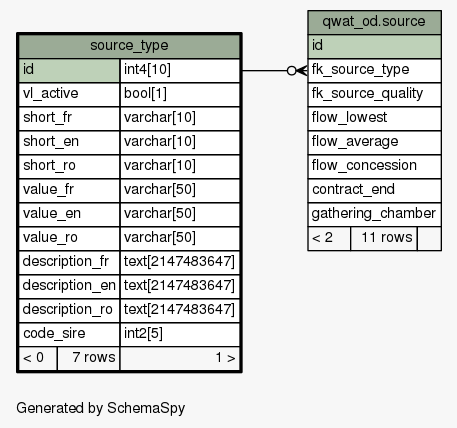 source_type
id int4[10]
vl_active bool[1]
short_fr varchar[10]
short_en varchar[10]
short_ro varchar[10]
value_fr varchar[50]
value_en varchar[50]
value_ro varchar[50]
description_fr text[2147483647]
description_en text[2147483647]
description_ro text[2147483647]
code_sire int2[5]
< 0 7 rows 1 >
qwat_od.source
id
fk_source_type
fk_source_quality
flow_lowest
flow_average
flow_concession
contract_end
gathering_chamber
< 2 11 rows
Generated by SchemaSpy